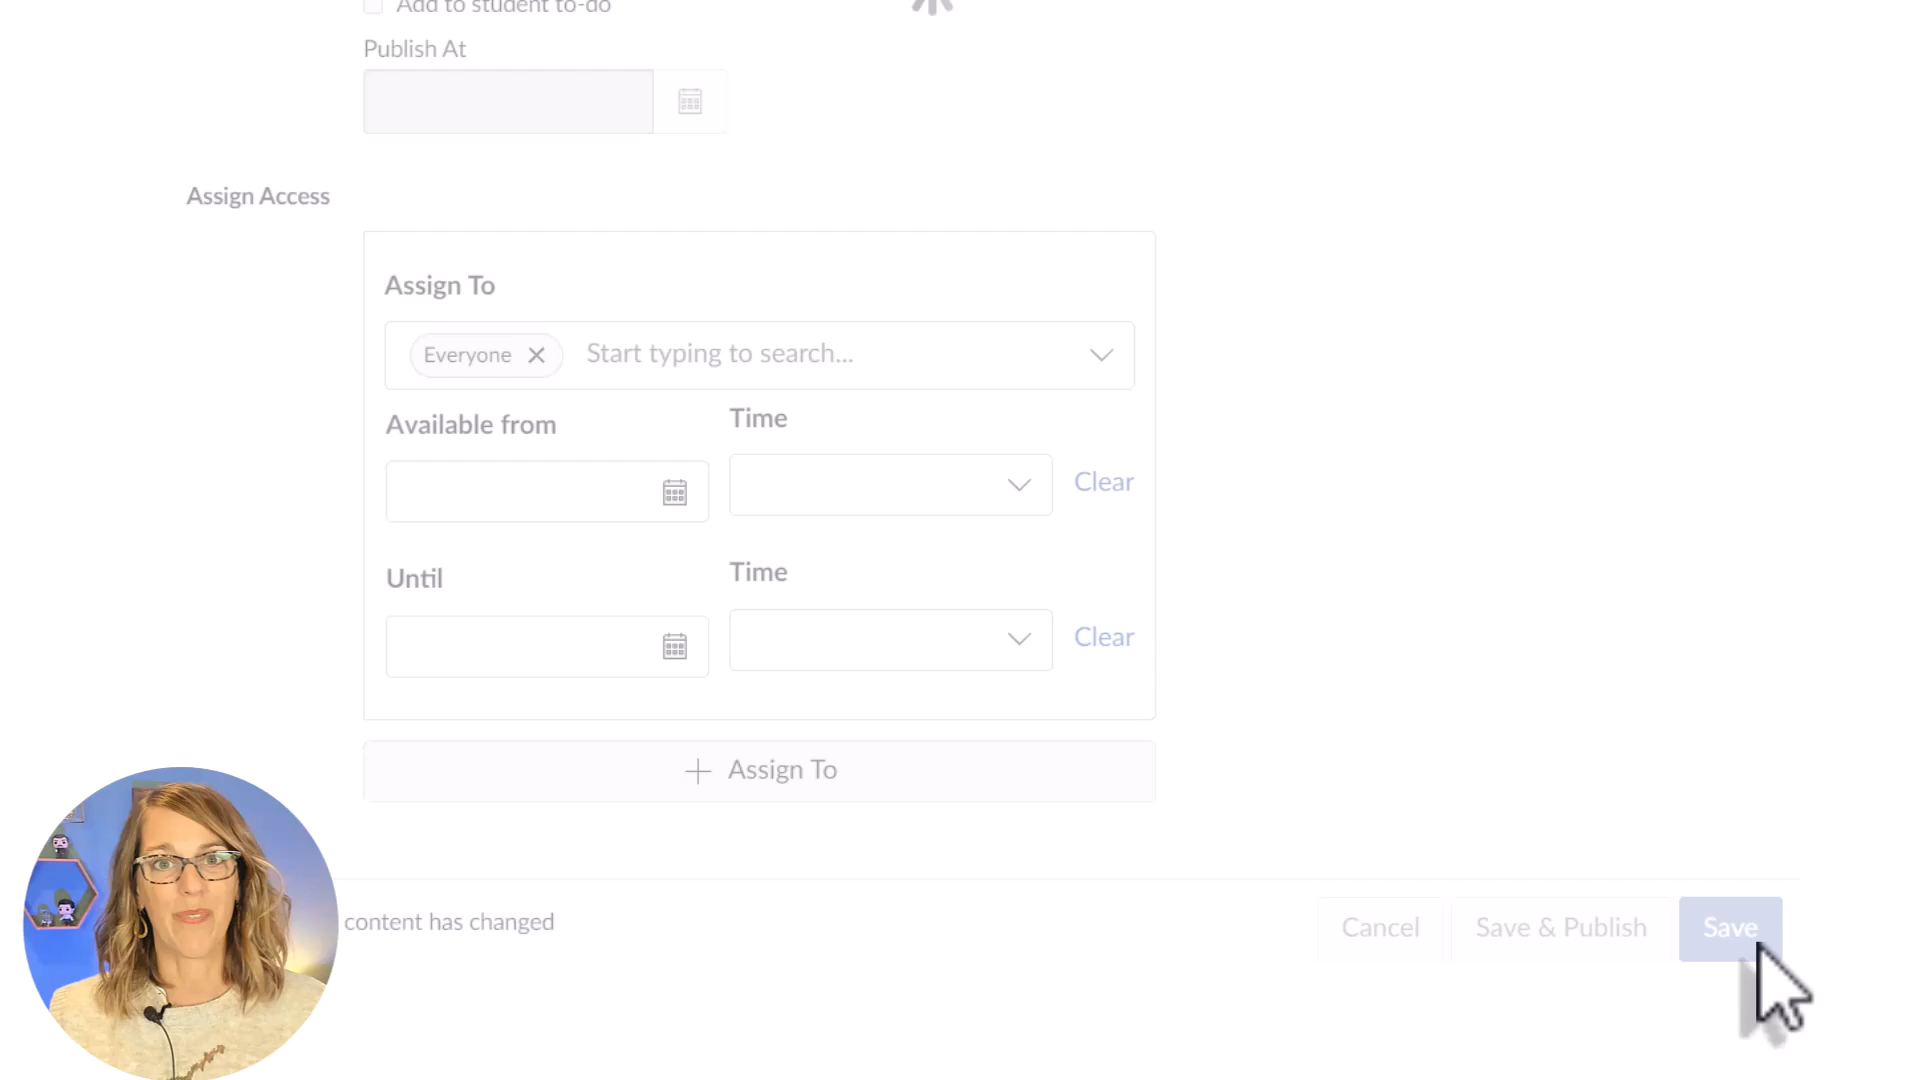 Add to student to-do
Publish At
Assign Access
Assign To
Everyone Start typing to search...
Available from Time
Clear
Until Time
Clear
Assign To
content has changed
Cancel Save & Publish Save